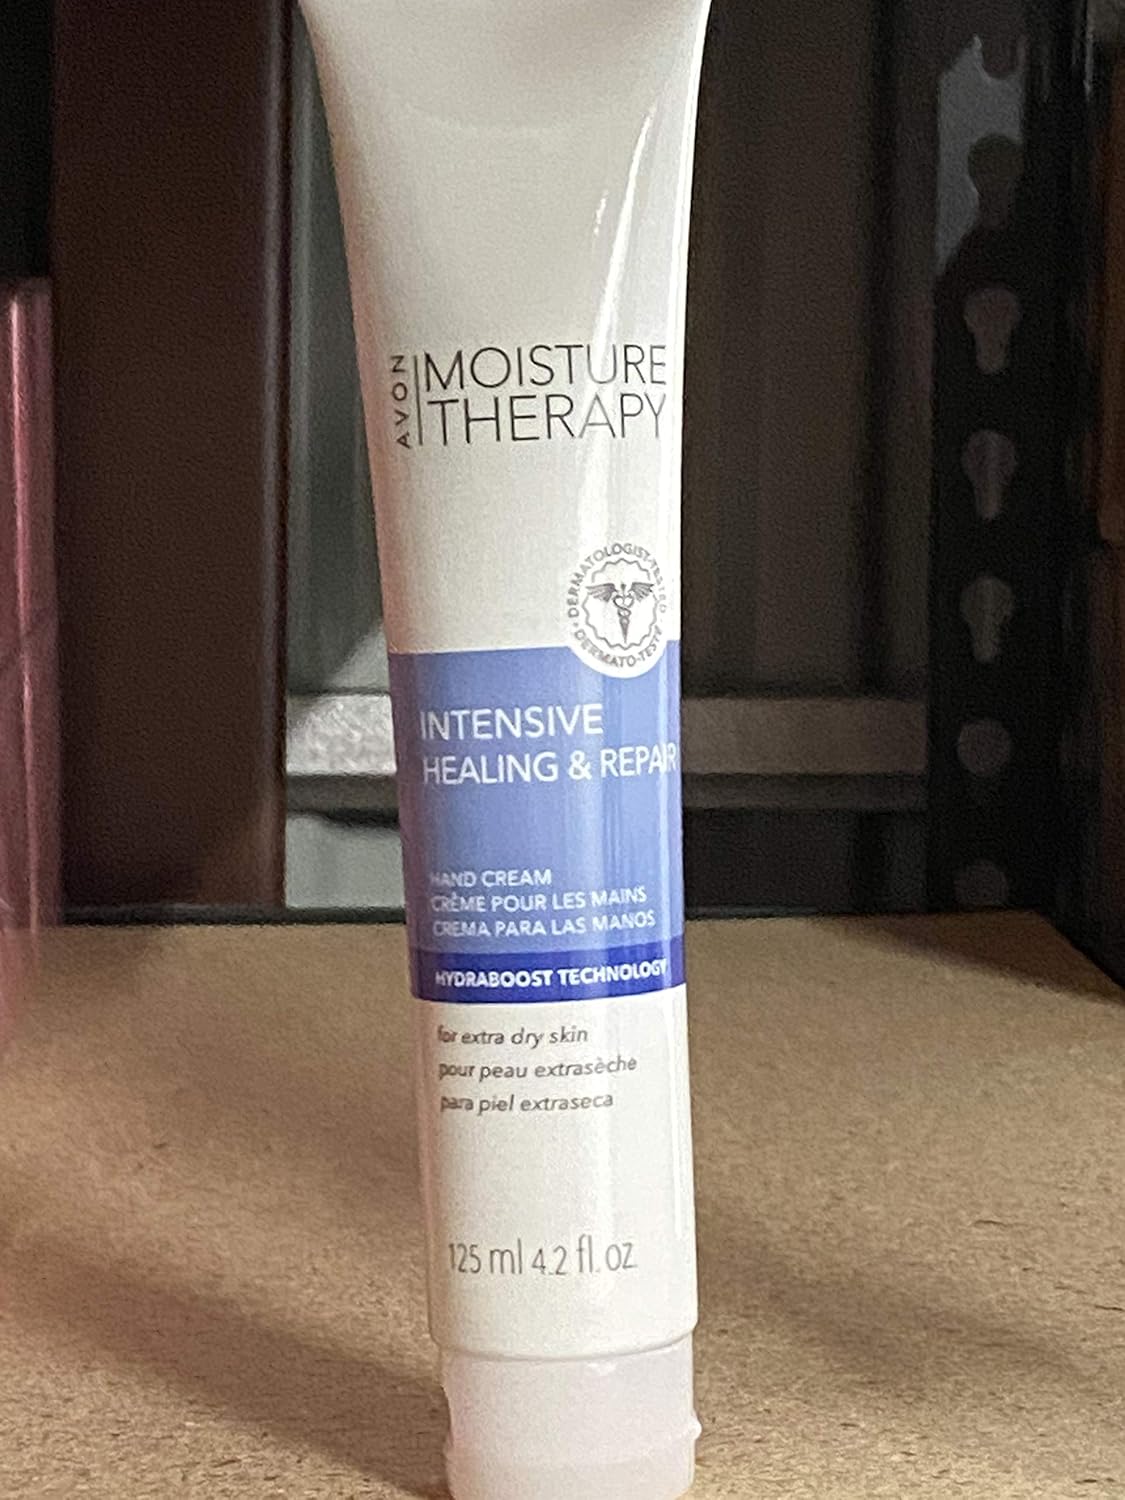 AVON
MOISTURE
THERAPY
DERMATOLOGIST-TESTED
DERMATO-TESTÉ
INTENSIVE
HEALING & REPAIR
HAND CREAM
CRÈME POUR LES MAINS
CREMA PARA LAS MANOS
HYDRABOOST TECHNOLOGY
for extra dry skin
pour peau extrasèche
para piel extraseca
125 ml 4.2 fl. oz.